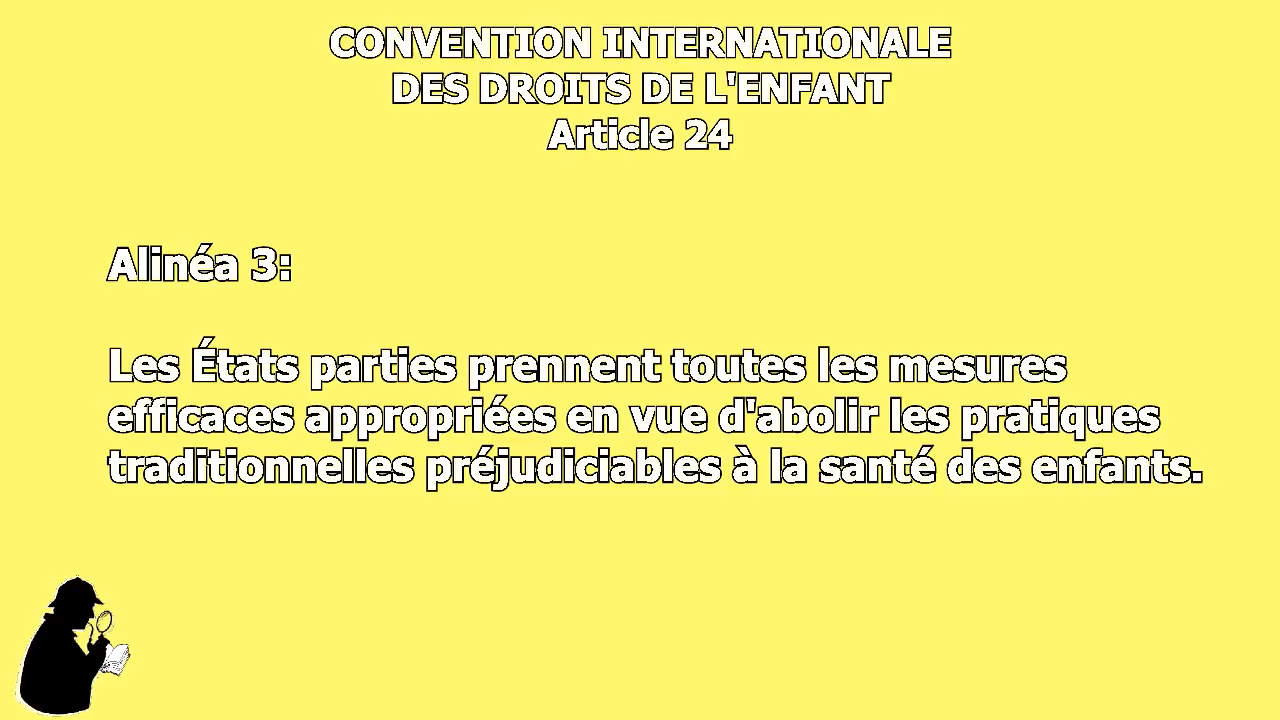 CONVENTION INTERNATIONALE
DES DROITS DE L'ENFANT
Article 24
Alinéa 3:
Les États parties prennent toutes les mesures
efficaces appropriées en vue d'abolir les pratiques
traditionnelles préjudiciables à la santé des enfants.